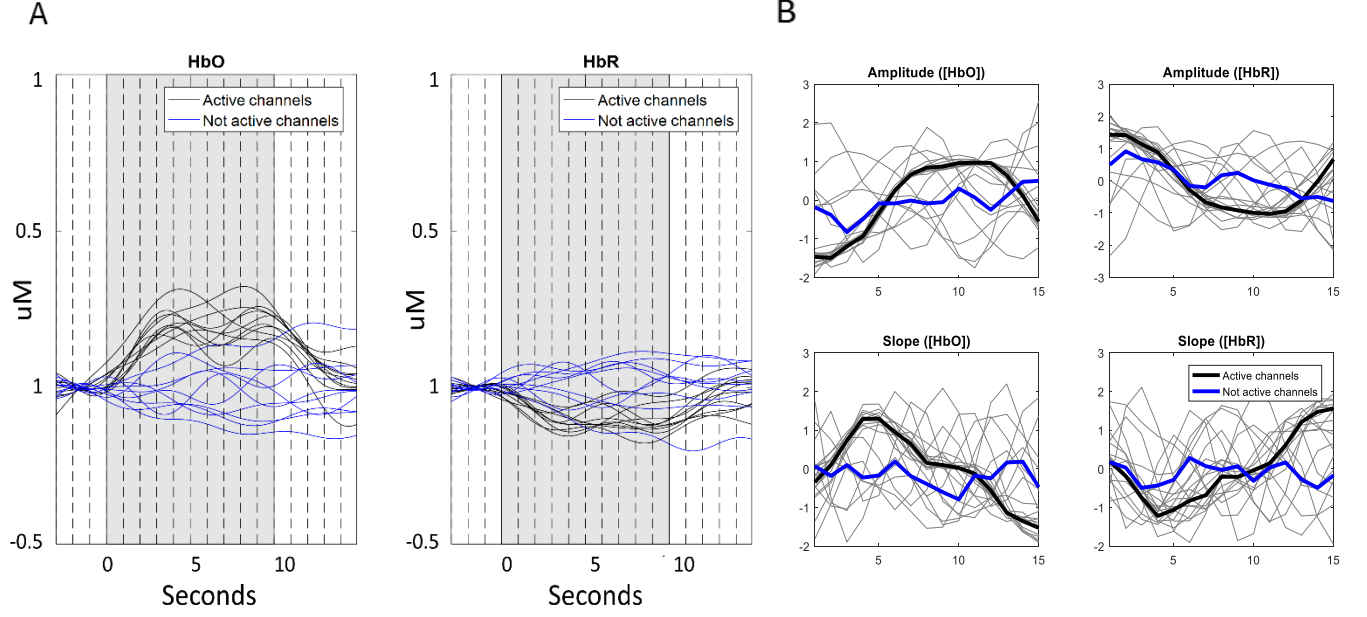 A
HbO
1
0.5
1
-0.5
uM
0
5
10
Seconds
Active channels
Not active channels
HbR
1
0.5
1
-0.5
uM
0
5
10
Seconds
Active channels
Not active channels
B
Amplitude ([HbO])
3
2
1
0
-1
-2
5
10
15
Amplitude ([HbR])
3
2
1
0
-1
-2
-3
5
10
15
Slope ([HbO])
3
2
1
0
-1
-2
5
10
15
Slope ([HbR])
3
2
1
0
-1
-2
5
10
15
Active channels
Not active channels